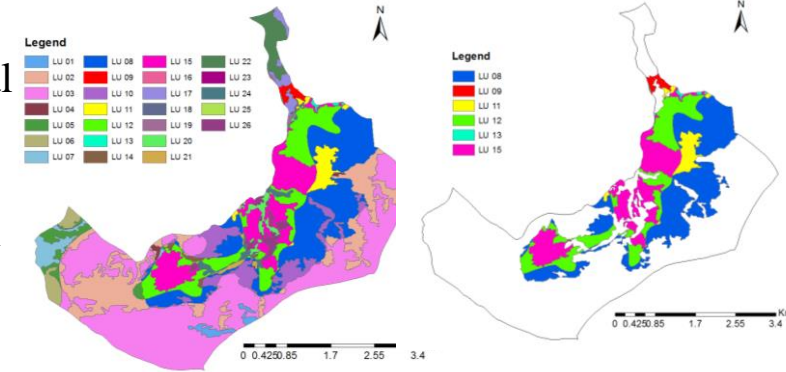 N
N
Legend
LU 01 LU 08 LU 15 LU 22
LU 02 LU 09 LU 16 LU 23
LU 03 LU 10 LU 17 LU 24
LU 04 LU 11 LU 18 LU 25
LU 05 LU 12 LU 19 LU 26
LU 06 LU 13 LU 20
LU 07 LU 14 LU 21
Legend
LU 08
LU 09
LU 11
LU 12
LU 13
LU 15
0 0.4250.85 1.7 2.55 3.4
0 0.4250.85 1.7 2.55 3.4